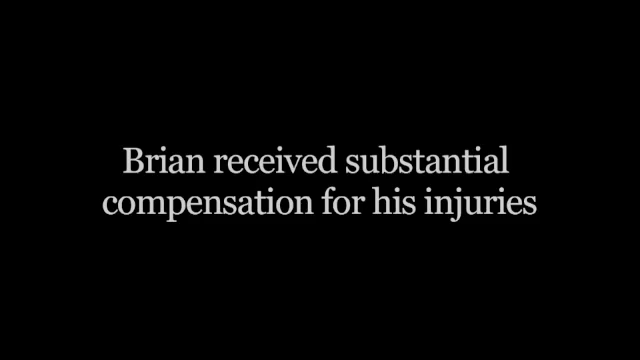 Brian received substantial
compensation for his injuries